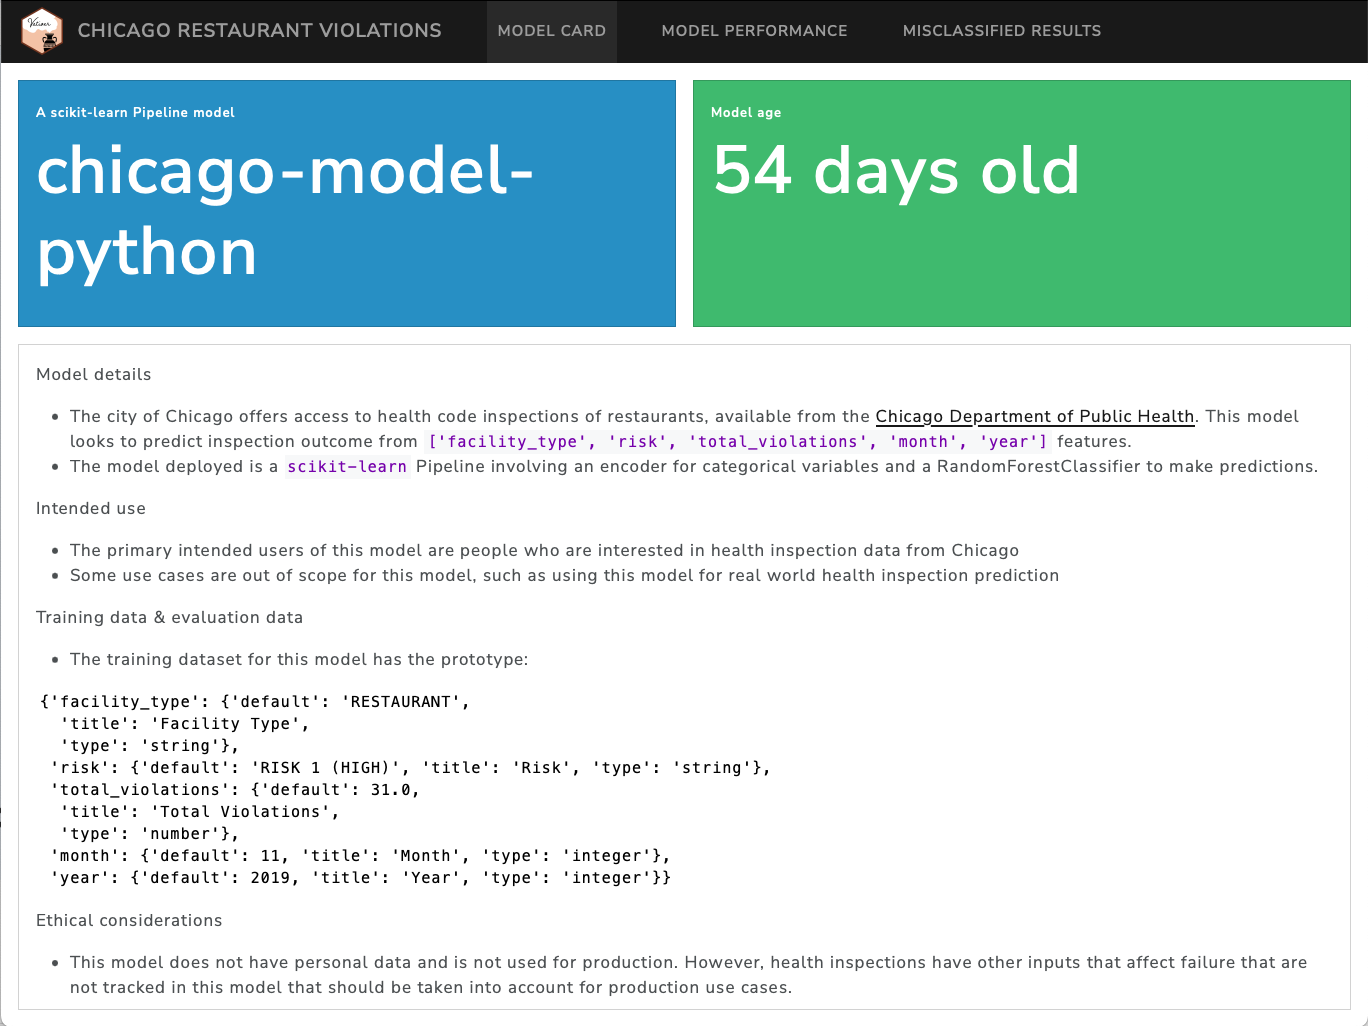 Vetiver
CHICAGO RESTAURANT VIOLATIONS
MODEL CARD
MODEL PERFORMANCE
MISCLASSIFIED RESULTS
A scikit-learn Pipeline model
chicago-model-
python
Model age
54 days old
Model details
The city of Chicago offers access to health code inspections of restaurants, available from the Chicago Department of Public Health. This model
looks to predict inspection outcome from ['facility_type', 'risk', 'total_violations', 'month', 'year'] features.
The model deployed is a scikit-learn Pipeline involving an encoder for categorical variables and a RandomForestClassifier to make predictions.
Intended use
The primary intended users of this model are people who are interested in health inspection data from Chicago
Some use cases are out of scope for this model, such as using this model for real world health inspection prediction
Training data & evaluation data
The training dataset for this model has the prototype:
{'facility_type': {'default': 'RESTAURANT',
'title': 'Facility Type',
'type': 'string'},
'risk': {'default': 'RISK 1 (HIGH)', 'title': 'Risk', 'type': 'string'},
'total_violations': {'default': 31.0,
'title': 'Total Violations',
'type': 'number'},
'month': {'default': 11, 'title': 'Month', 'type': 'integer'},
'year': {'default': 2019, 'title': 'Year', 'type': 'integer'}}
Ethical considerations
This model does not have personal data and is not used for production. However, health inspections have other inputs that affect failure that are
not tracked in this model that should be taken into account for production use cases.